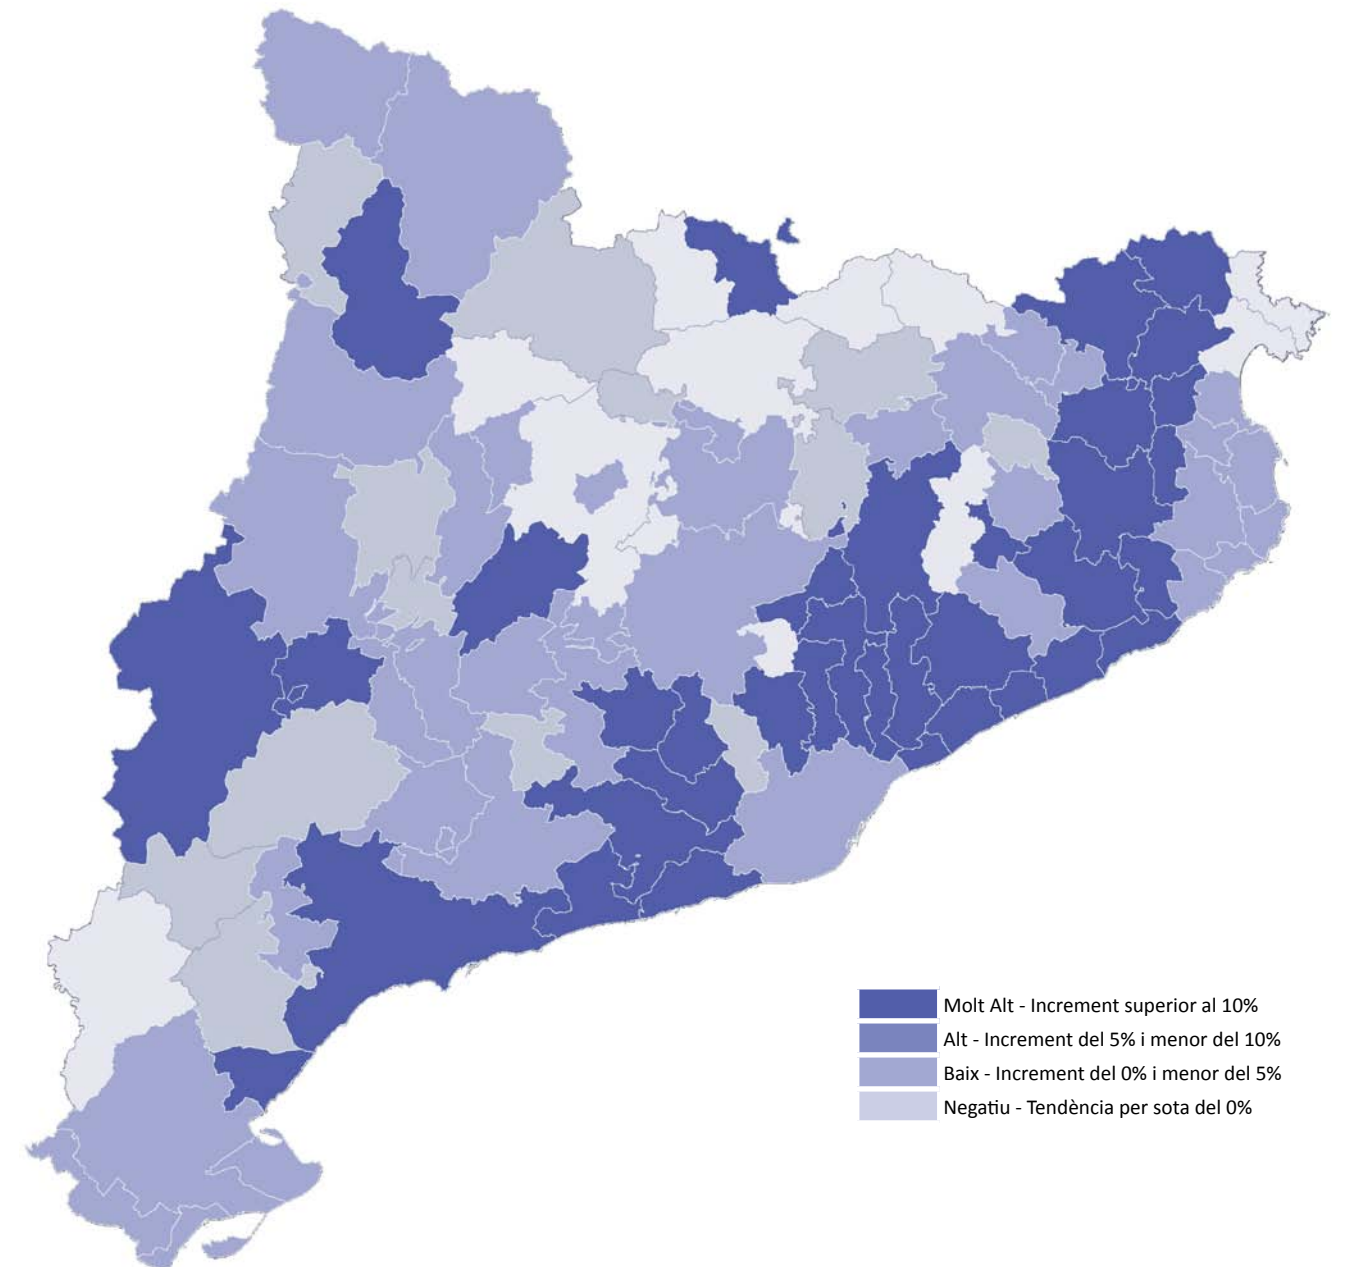 Molt Alt - Increment superior al 10%
Alt - Increment del 5% i menor del 10%
Baix - Increment del 0% i menor del 5%
Negatiu - Tendència per sota del 0%